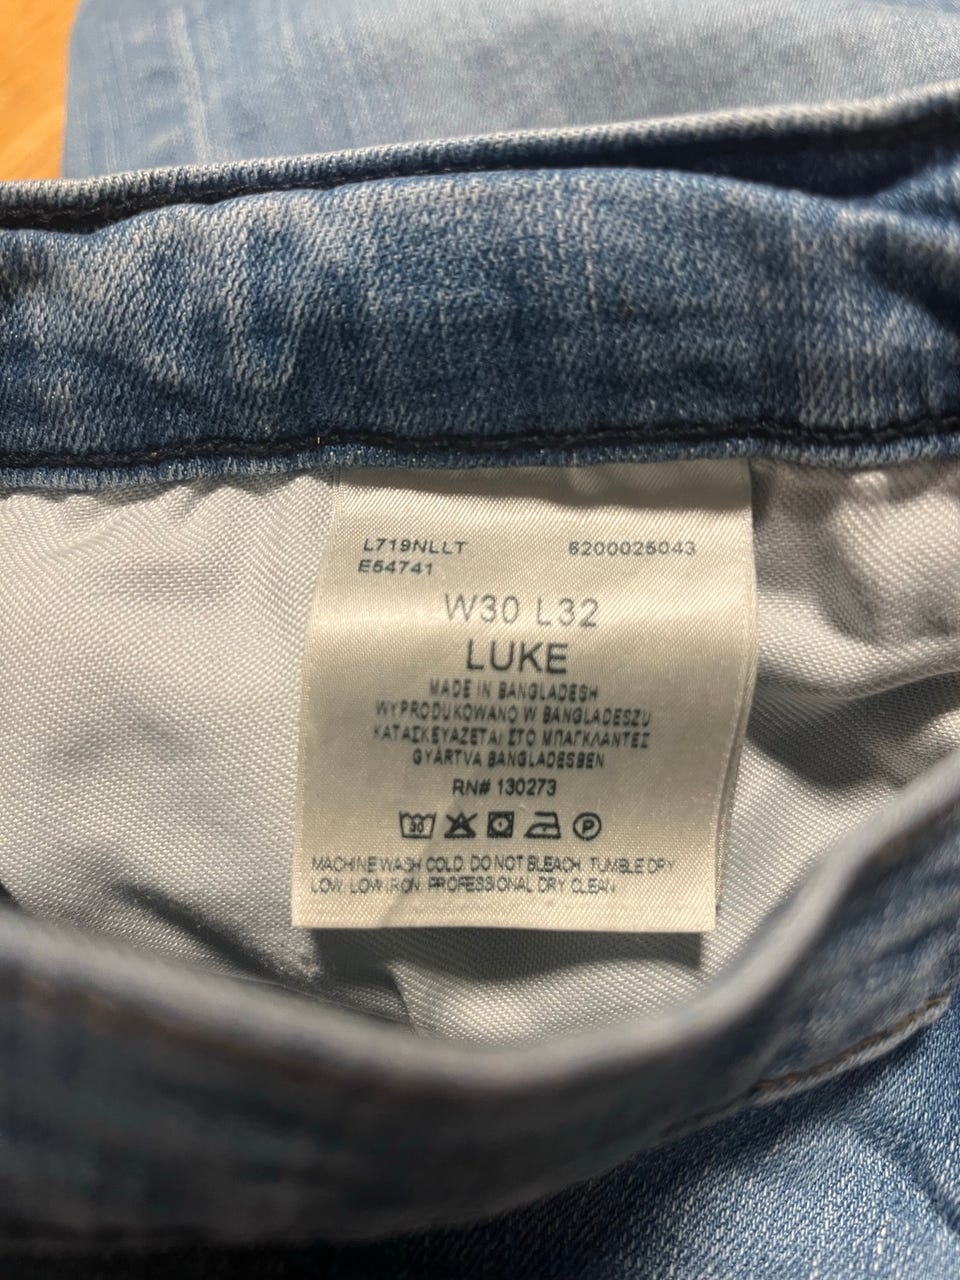 L719NLLT 6200025043
E54741
W30 L32
LUKE
MADE IN BANGLADESH
WYPRODUKOWANO W BANGLADESZU
ΚΑΤΑΣΚΕΥΑΖΕΤΑΙ ΣΤΟ ΜΠΑΓΚΛΑΝΤΕΣ
GYÁRTVA BANGLADESBEN
RN# 130273
30 P
MACHINE WASH COLD. DO NOT BLEACH. TUMBLE DRY
LOW. LOW IRON. PROFESSIONAL DRY CLEAN.